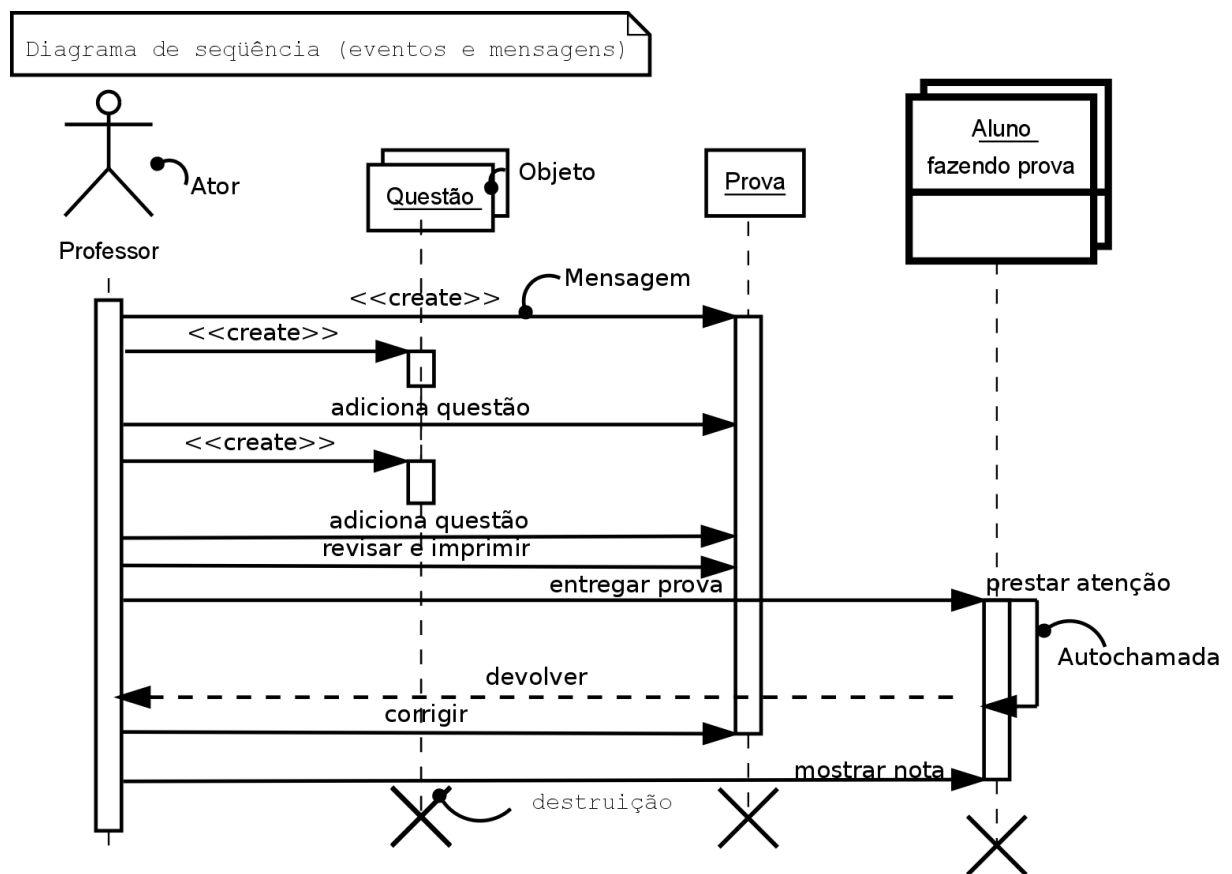 Diagrama de seqüência (eventos e mensagens)
Aluno
fazendo prova
Objeto
Prova
Ator
Questão
Professor
Mensagem
<<create>>
<<create>>
adiciona questão
<<create>>
adiciona questão
revisar e imprimir
entregar prova
prestar atenção
Autochamada
devolver
corrigir
mostrar nota
destruição